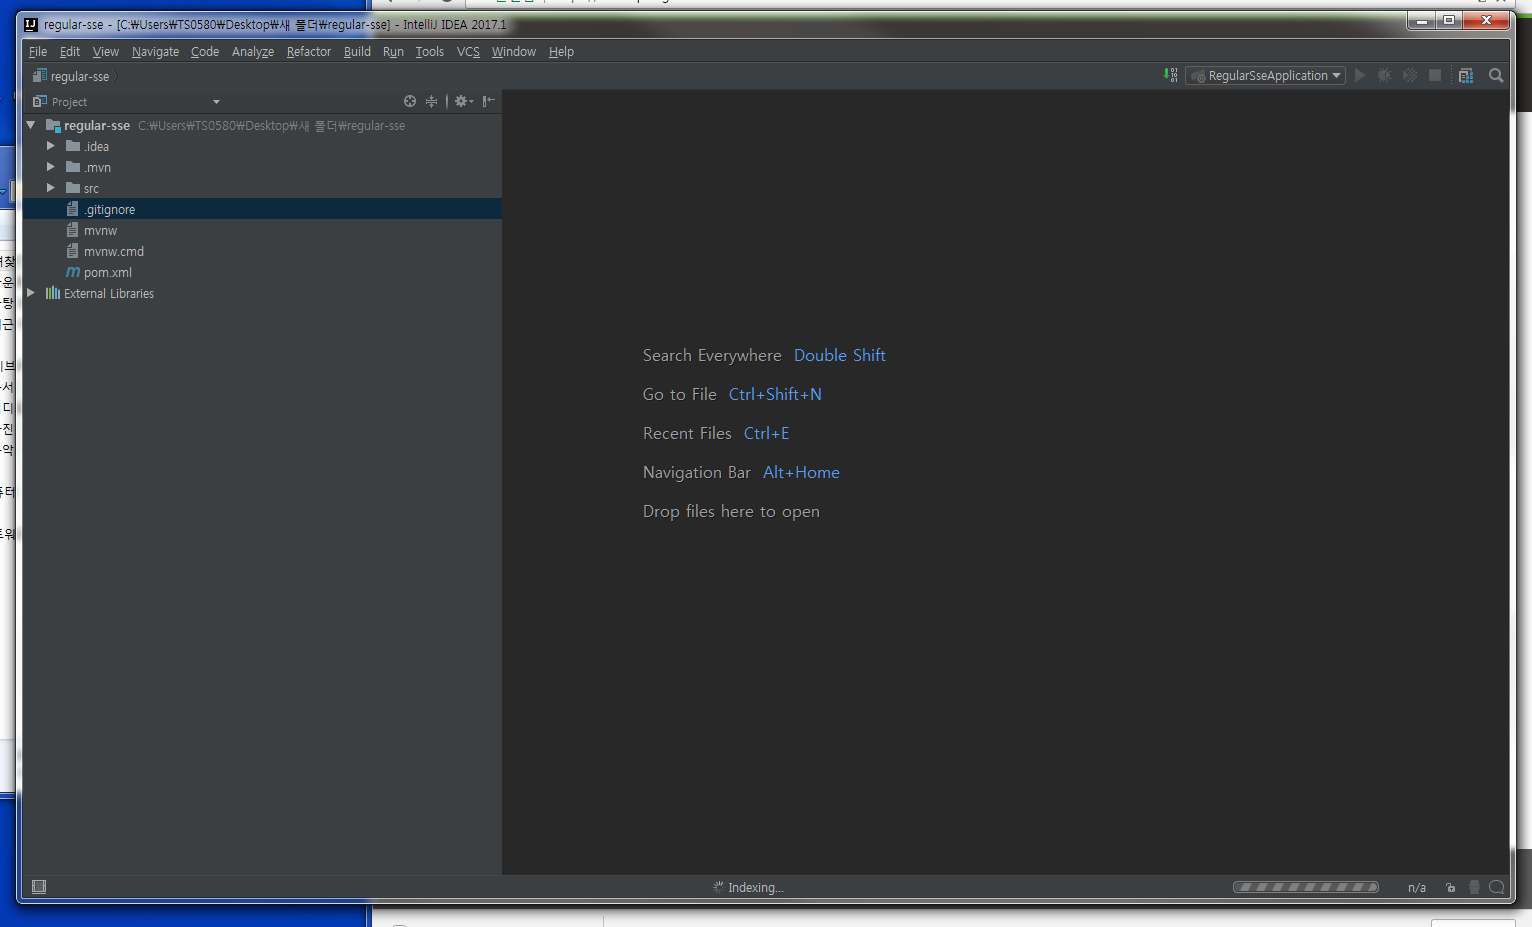 regular-sse - [C:₩Users₩TS0580₩Desktop₩새 폴더₩regular-sse] - IntelliJ IDEA 2017.1
File Edit View Navigate Code Analyze Refactor Build Run Tools VCS Window Help
regular-sse
RegularSseApplication
Project
regular-sse C:₩Users₩TS0580₩Desktop₩새 폴더₩regular-sse
.idea
.mvn
src
.gitignore
mvnw
mvnw.cmd
pom.xml
External Libraries
Search Everywhere Double Shift
Go to File Ctrl+Shift+N
Recent Files Ctrl+E
Navigation Bar Alt+Home
Drop files here to open
Indexing...
n/a